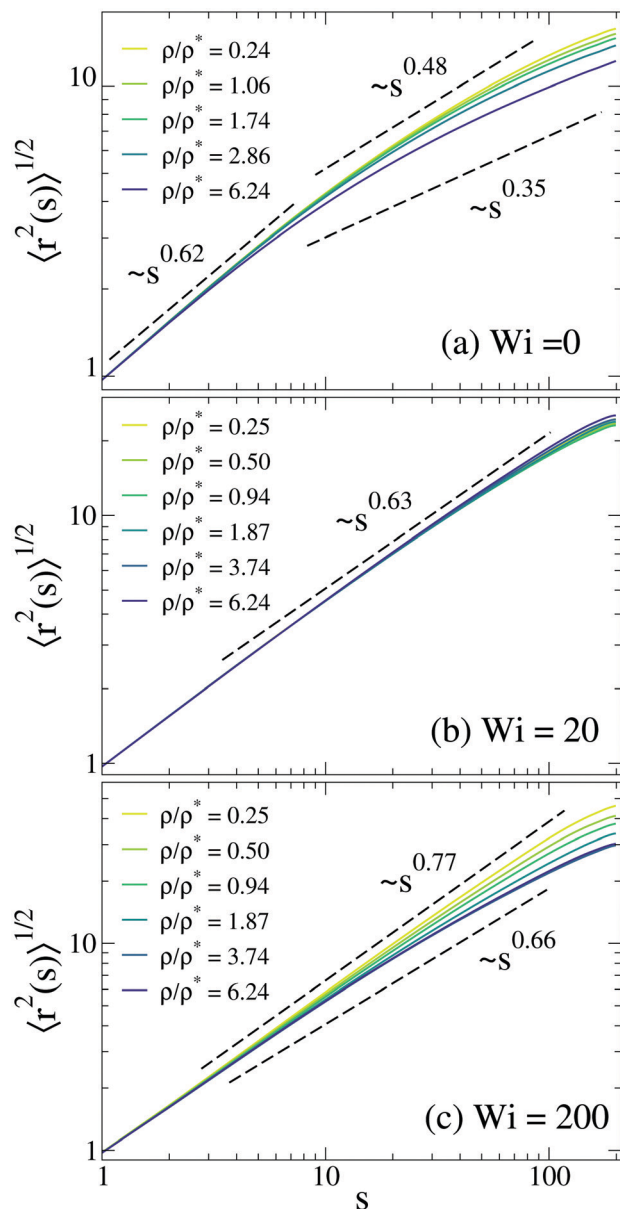 10
1
⟨r²(s)⟩^1/2
ρ/ρ* = 0.24
ρ/ρ* = 1.06
ρ/ρ* = 1.74
ρ/ρ* = 2.86
ρ/ρ* = 6.24
~s^0.48
~s^0.35
~s^0.62
(a) Wi =0
10
1
⟨r²(s)⟩^1/2
ρ/ρ* = 0.25
ρ/ρ* = 0.50
ρ/ρ* = 0.94
ρ/ρ* = 1.87
ρ/ρ* = 3.74
ρ/ρ* = 6.24
~s^0.63
(b) Wi = 20
10
1
⟨r²(s)⟩^1/2
ρ/ρ* = 0.25
ρ/ρ* = 0.50
ρ/ρ* = 0.94
ρ/ρ* = 1.87
ρ/ρ* = 3.74
ρ/ρ* = 6.24
~s^0.77
~s^0.66
(c) Wi = 200
1 10 100
s